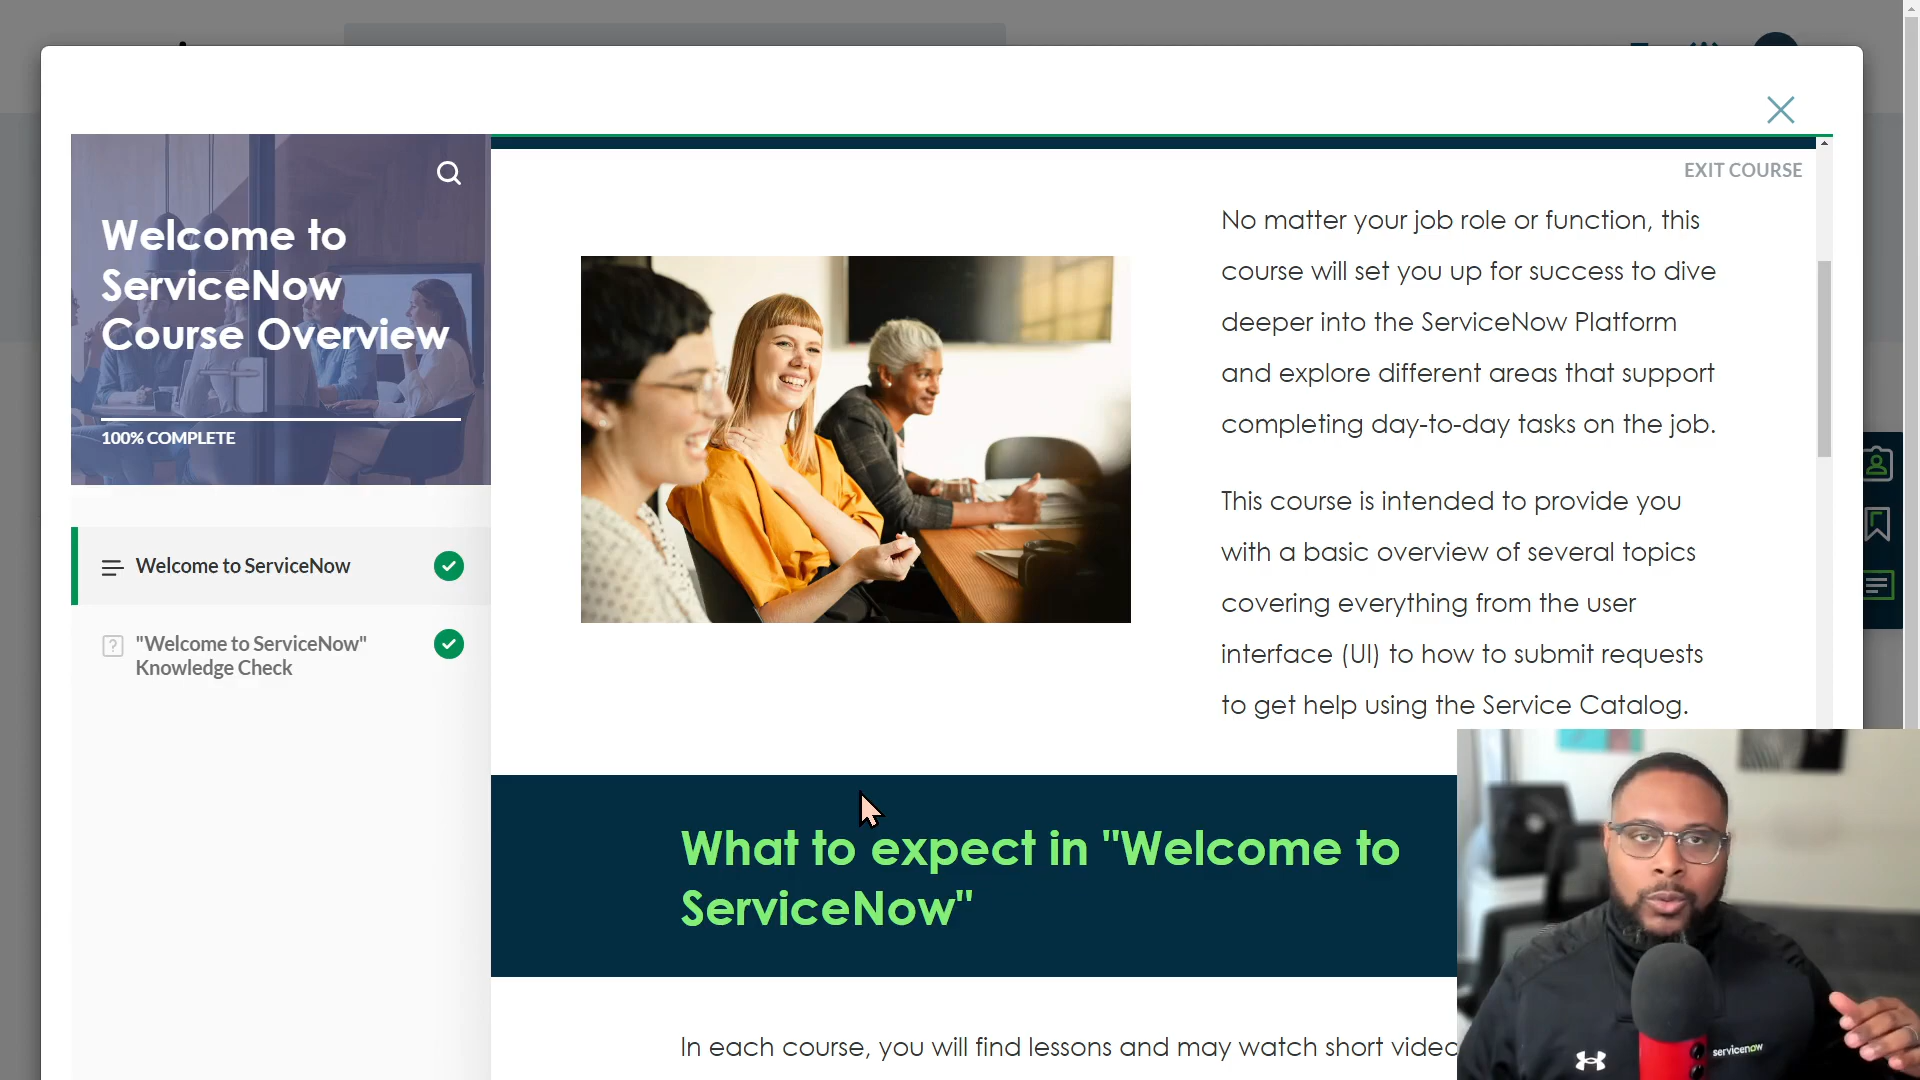 Welcome to
ServiceNow
Course Overview
100% COMPLETE
Welcome to ServiceNow
"Welcome to ServiceNow"
Knowledge Check
EXIT COURSE
No matter your job role or function, this
course will set you up for success to dive
deeper into the ServiceNow Platform
and explore different areas that support
completing day-to-day tasks on the job.
This course is intended to provide you
with a basic overview of several topics
covering everything from the user
interface (UI) to how to submit requests
to get help using the Service Catalog.
What to expect in "Welcome to
ServiceNow"
In each course, you will find lessons and may watch short video
servicenow